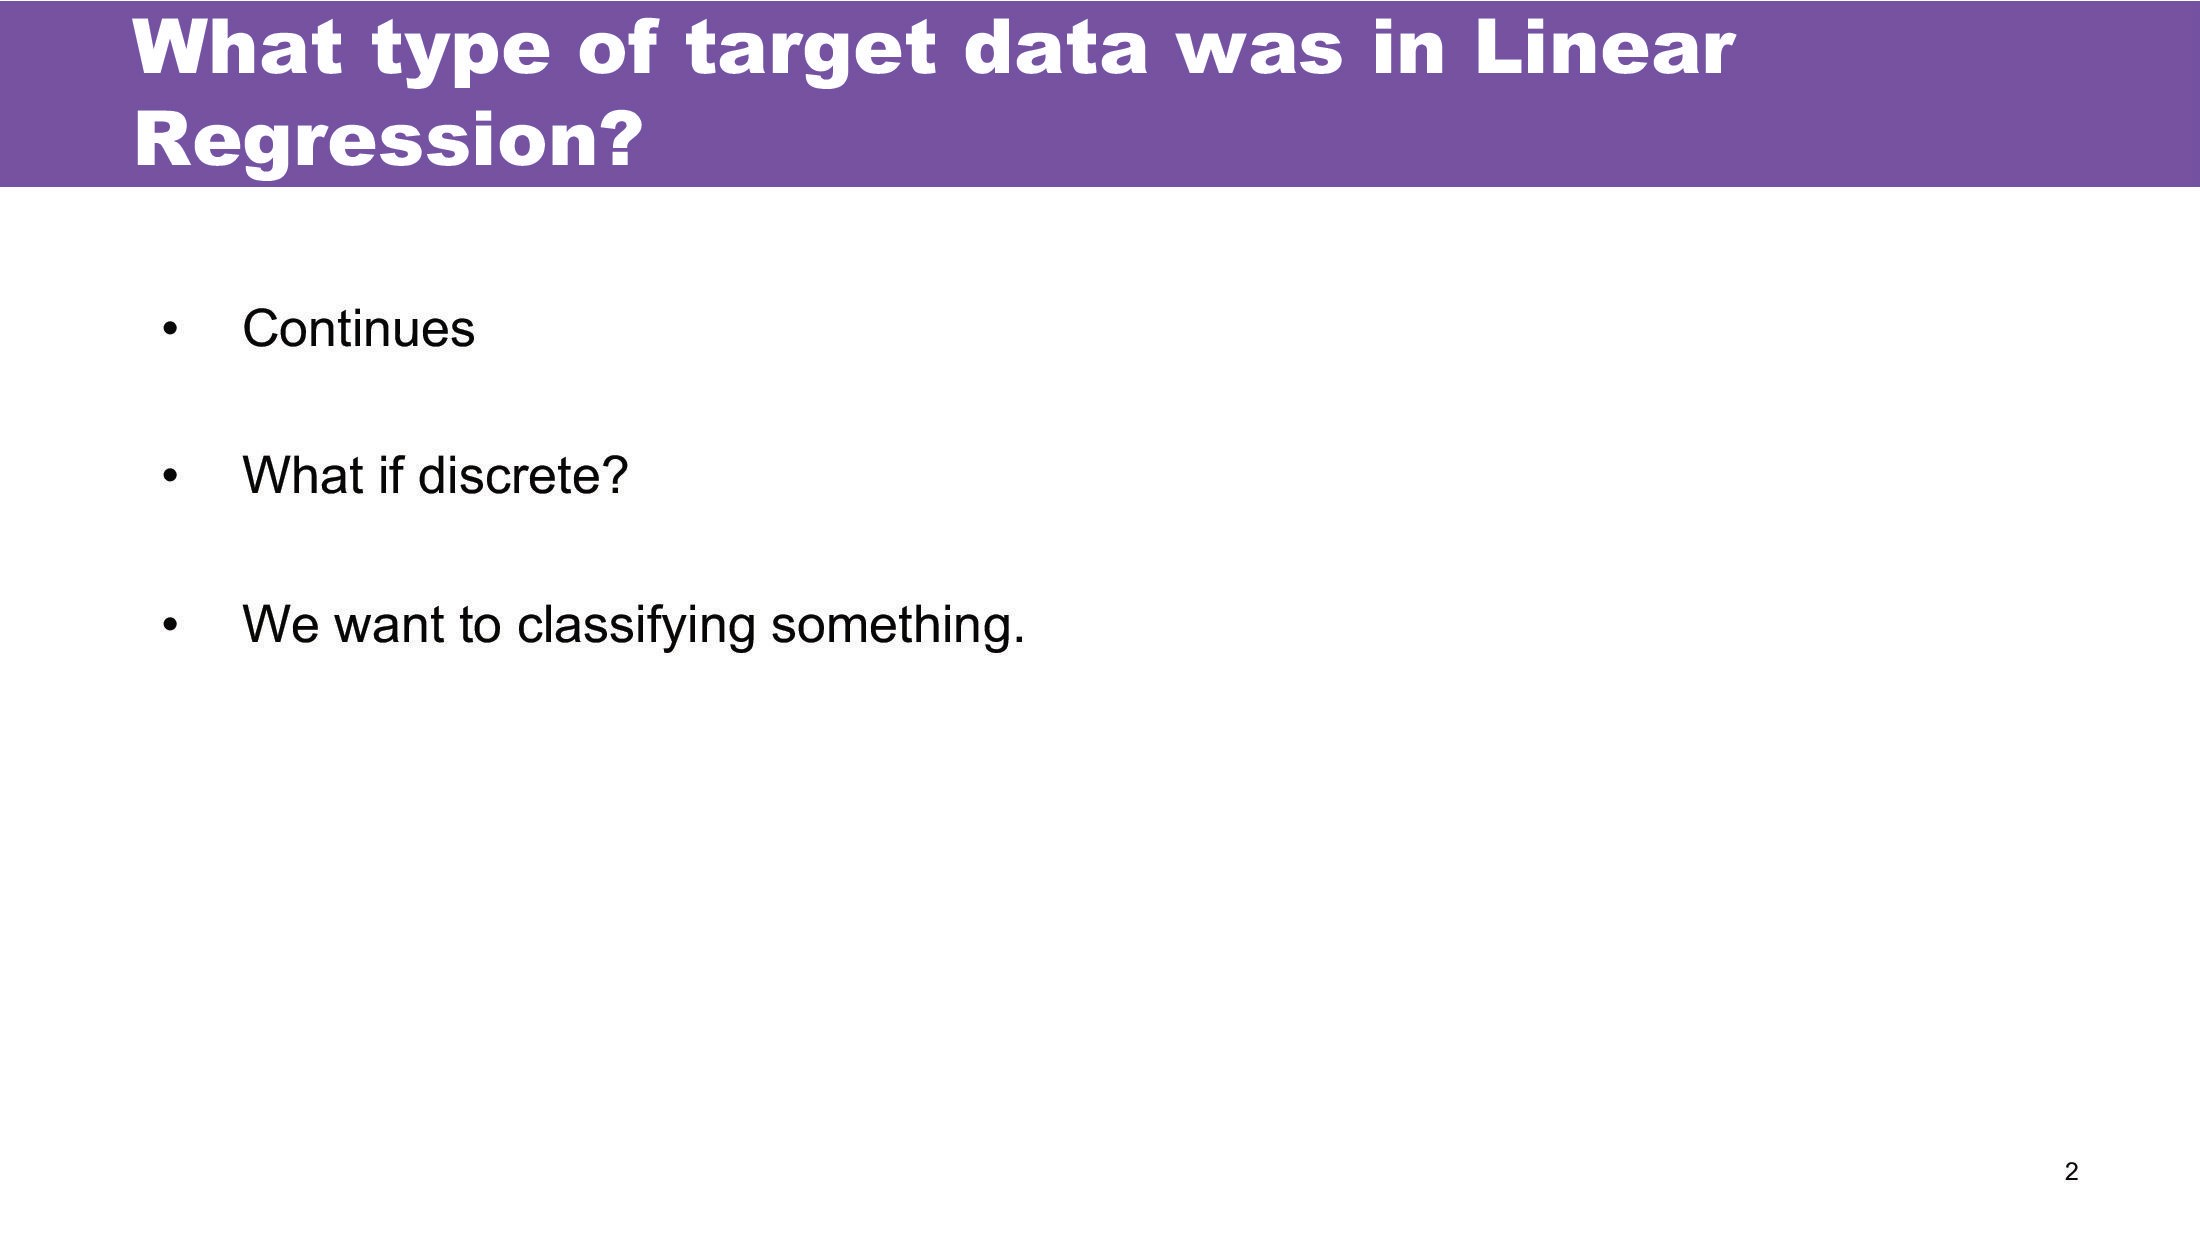 What type of target data was in Linear
Regression?
• Continues
• What if discrete?
• We want to classifying something.
2